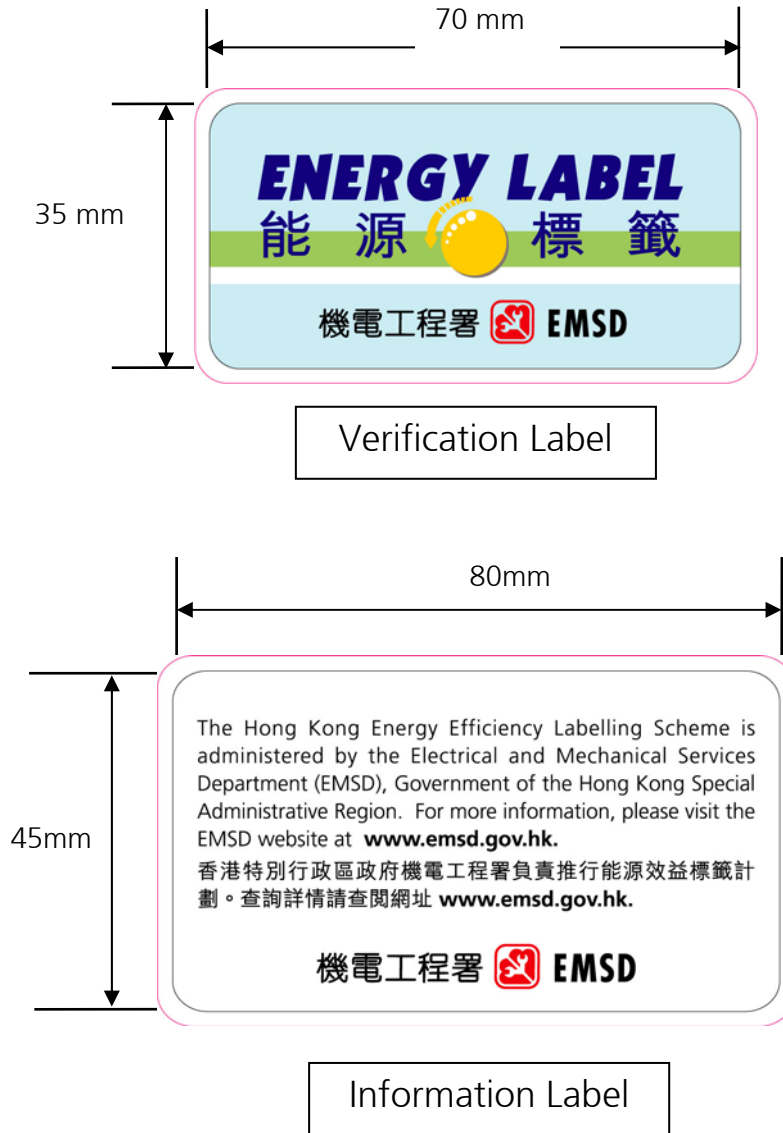 70 mm
35 mm
ENERGY LABEL
能源標籤
機電工程署 EMSD
Verification Label
80mm
45mm
The Hong Kong Energy Efficiency Labelling Scheme is
administered by the Electrical and Mechanical Services
Department (EMSD), Government of the Hong Kong Special
Administrative Region. For more information, please visit the
EMSD website at www.emsd.gov.hk.
香港特別行政區政府機電工程署負責推行能源效益標籤計
劃。查詢詳情請查閱網址 www.emsd.gov.hk.
機電工程署 EMSD
Information Label